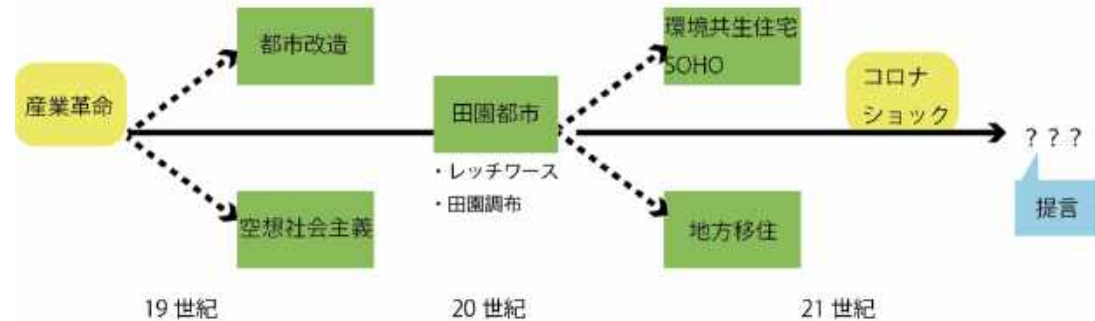 産業革命
都市改造
空想社会主義
田園都市
・レッチワース
・田園調布
環境共生住宅
SOHO
地方移住
コロナ
ショック
？？？
提言
19 世紀
20 世紀
21 世紀